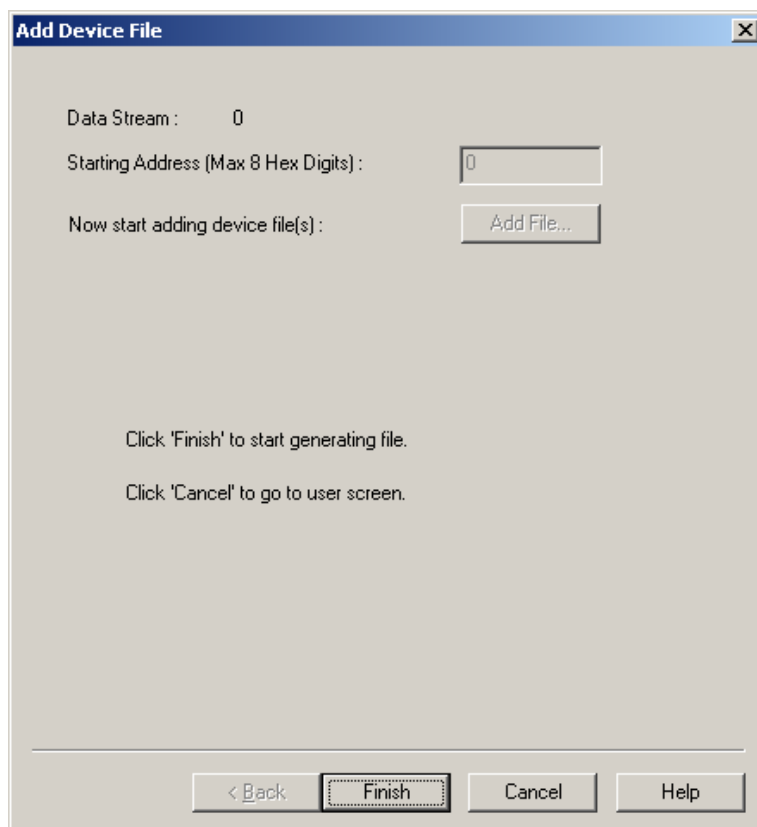 Add Device File
Data Stream : 0
Starting Address (Max 8 Hex Digits) : 0
Now start adding device file(s) : Add File...
Click 'Finish' to start generating file.
Click 'Cancel' to go to user screen.
< Back Finish Cancel Help